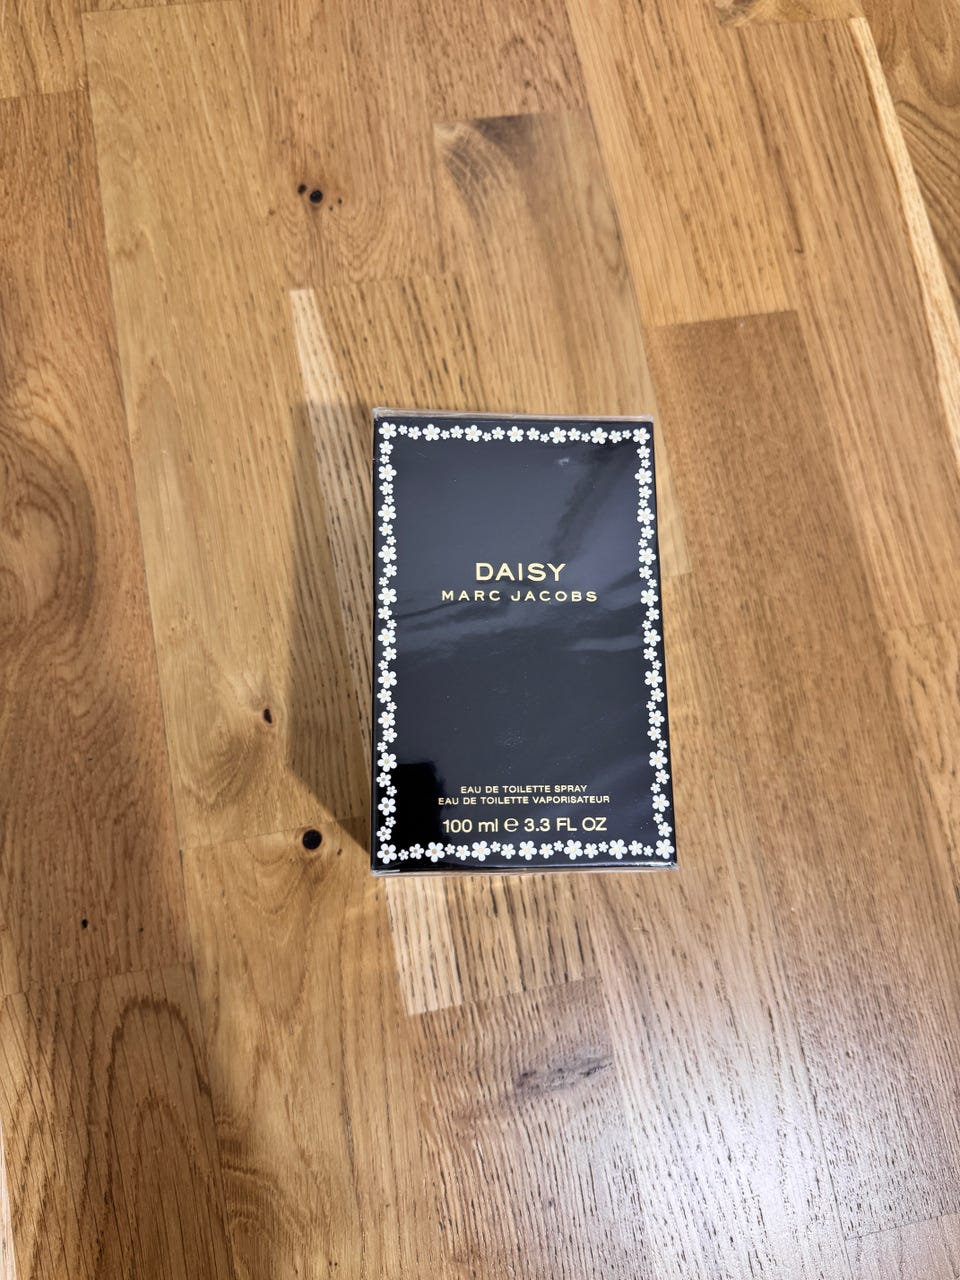 DAISY
MARC JACOBS
EAU DE TOILETTE SPRAY
EAU DE TOILETTE VAPORISATEUR
100 ml ℮ 3.3 FL OZ